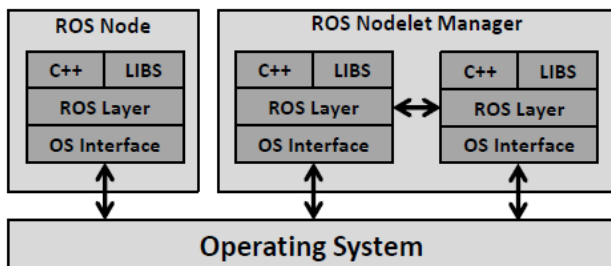 ROS Node
C++ LIBS
ROS Layer
OS Interface
ROS Nodelet Manager
C++ LIBS
ROS Layer
OS Interface
C++ LIBS
ROS Layer
OS Interface
Operating System